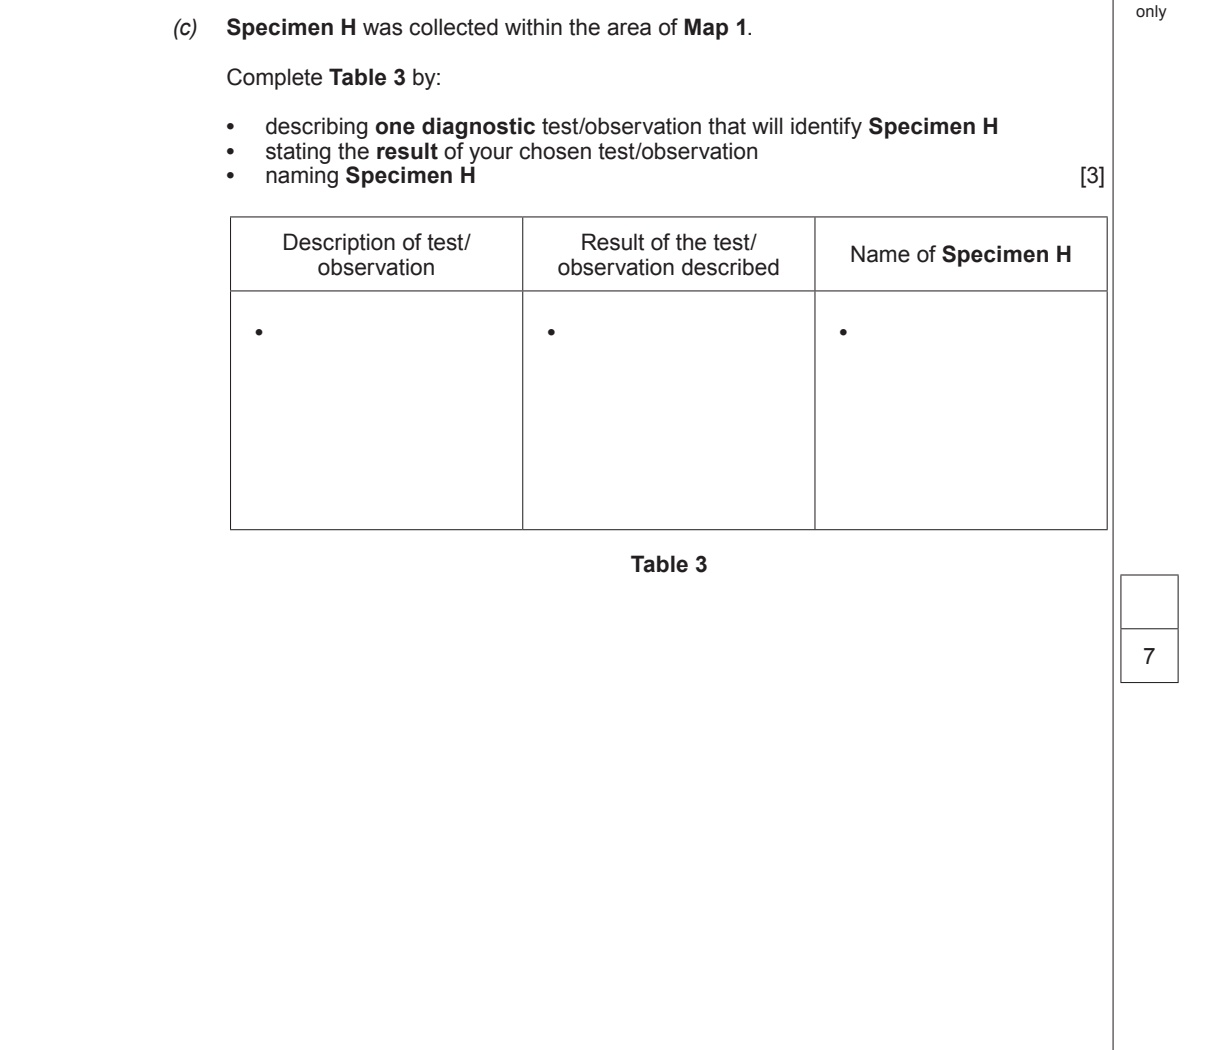 only
(c) Specimen H was collected within the area of Map 1.
Complete Table 3 by:
• describing one diagnostic test/observation that will identify Specimen H
• stating the result of your chosen test/observation
• naming Specimen H [3]
Description of test/
observation
Result of the test/
observation described
Name of Specimen H
• • •
Table 3
7